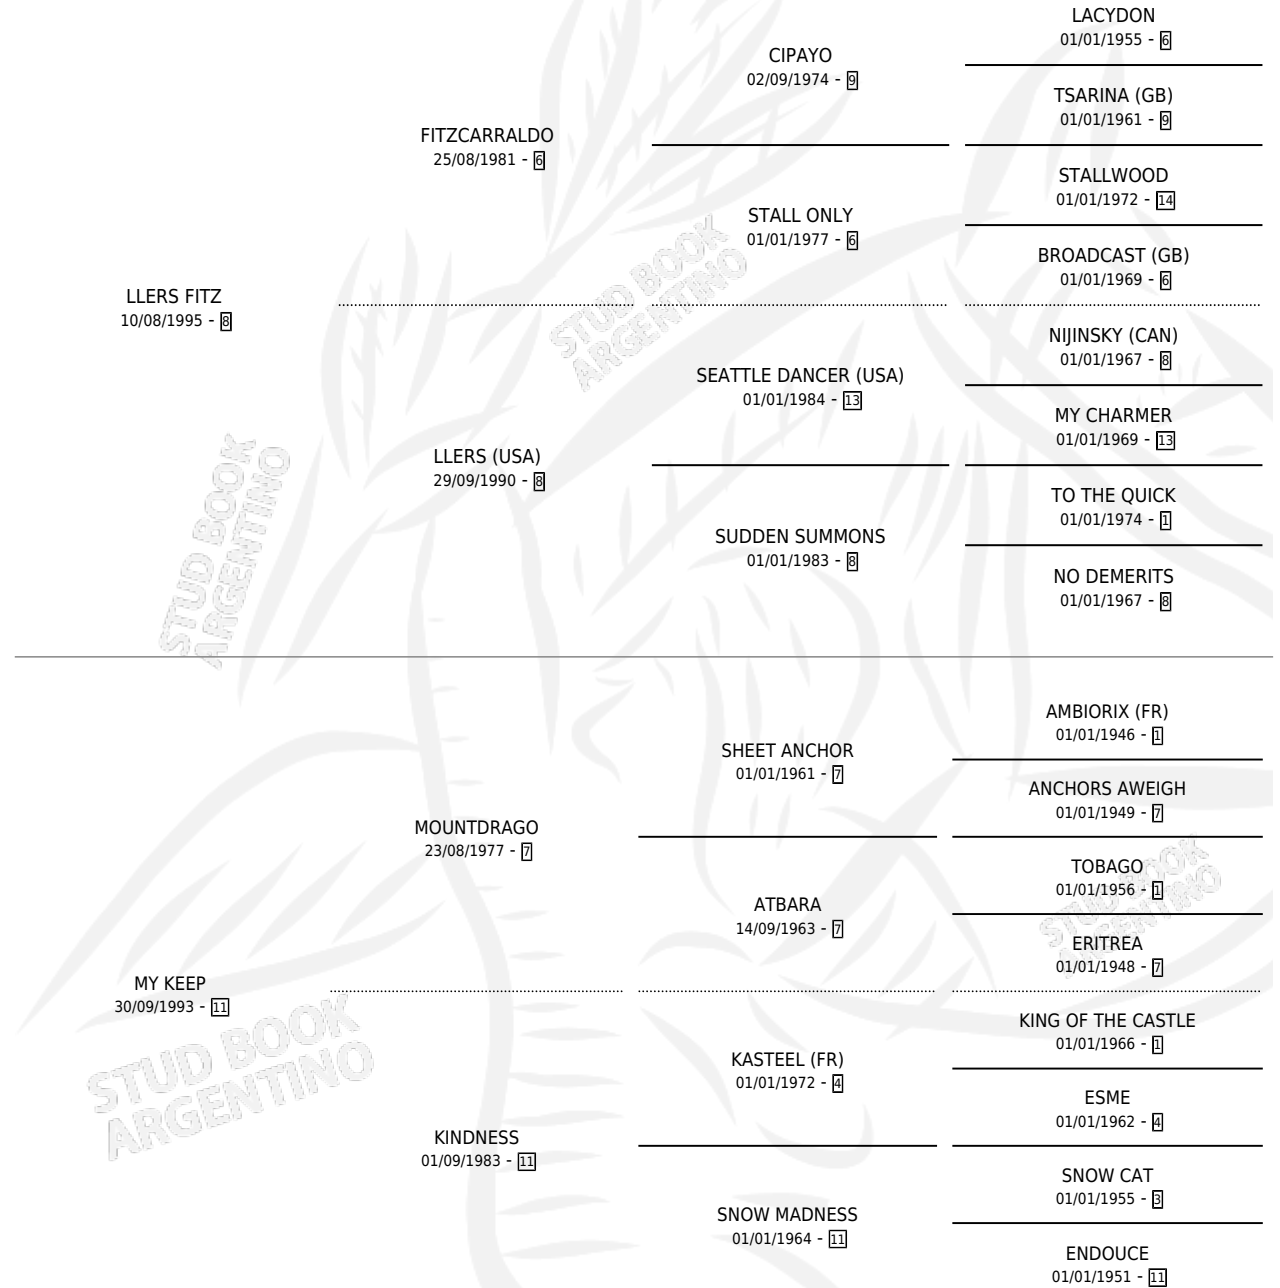 LACYDON
01/01/1955 - 6
CIPAYO
02/09/1974 - 9
TSARINA (GB)
01/01/1961 - 9
FITZCARRALDO
25/08/1981 - 6
STALLWOOD
01/01/1972 - 14
STALL ONLY
01/01/1977 - 6
BROADCAST (GB)
01/01/1969 - 6
LLERS FITZ
10/08/1995 - 8
NIJINSKY (CAN)
01/01/1967 - 8
SEATTLE DANCER (USA)
01/01/1984 - 13
MY CHARMER
01/01/1969 - 13
LLERS (USA)
29/09/1990 - 8
TO THE QUICK
01/01/1974 - 1
SUDDEN SUMMONS
01/01/1983 - 8
NO DEMERITS
01/01/1967 - 8
AMBIORIX (FR)
01/01/1946 - 1
SHEET ANCHOR
01/01/1961 - 7
ANCHORS AWEIGH
01/01/1949 - 7
MOUNTDRAGO
23/08/1977 - 7
TOBAGO
01/01/1956 - 1
ATBARA
14/09/1963 - 7
ERITREA
01/01/1948 - 7
MY KEEP
30/09/1993 - 11
KING OF THE CASTLE
01/01/1966 - 1
KASTEEL (FR)
01/01/1972 - 4
ESME
01/01/1962 - 4
KINDNESS
01/09/1983 - 11
SNOW CAT
01/01/1955 - 3
SNOW MADNESS
01/01/1964 - 11
ENDOUCE
01/01/1951 - 11
STUD BOOK
ARGENTINO
STUD BOOK
ARGENTINO
STUD BOOK
ARGENTINO
STUD BOOK
ARGENTINO